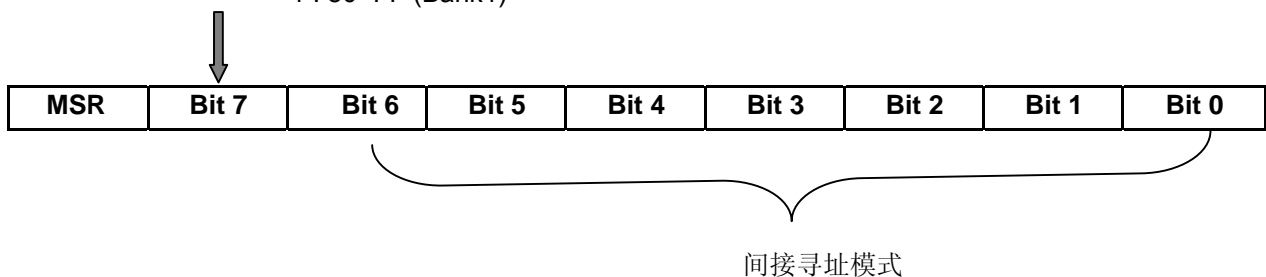 (Bank1)
MSR Bit 7 Bit 6 Bit 5 Bit 4 Bit 3 Bit 2 Bit 1 Bit 0
间接寻址模式